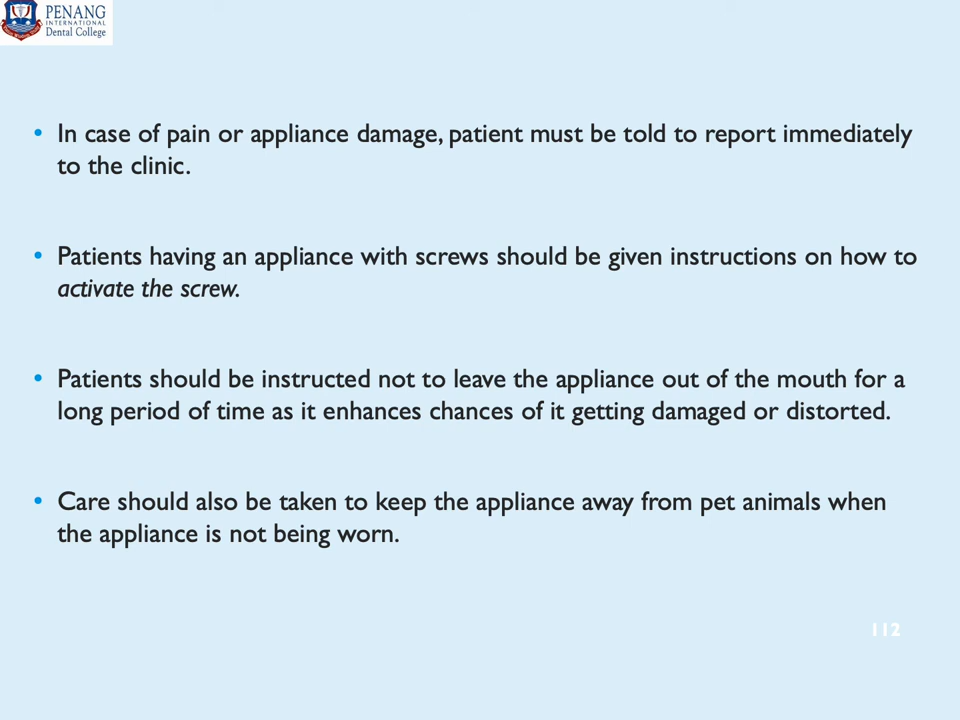 PENANG
INTERNATIONAL
Dental College
• In case of pain or appliance damage, patient must be told to report immediately
to the clinic.
• Patients having an appliance with screws should be given instructions on how to
activate the screw.
• Patients should be instructed not to leave the appliance out of the mouth for a
long period of time as it enhances chances of it getting damaged or distorted.
• Care should also be taken to keep the appliance away from pet animals when
the appliance is not being worn.
112